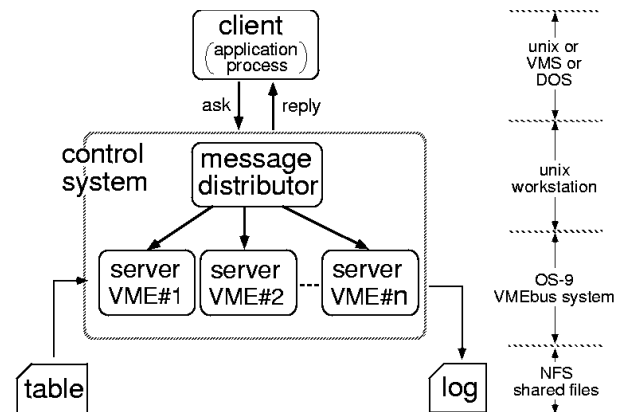 client
(application
process)
ask
reply
control
system
message
distributor
server
VME#1
server
VME#2
server
VME#n
table
log
unix or
VMS or
DOS
unix
workstation
OS-9
VMEbus system
NFS
shared files